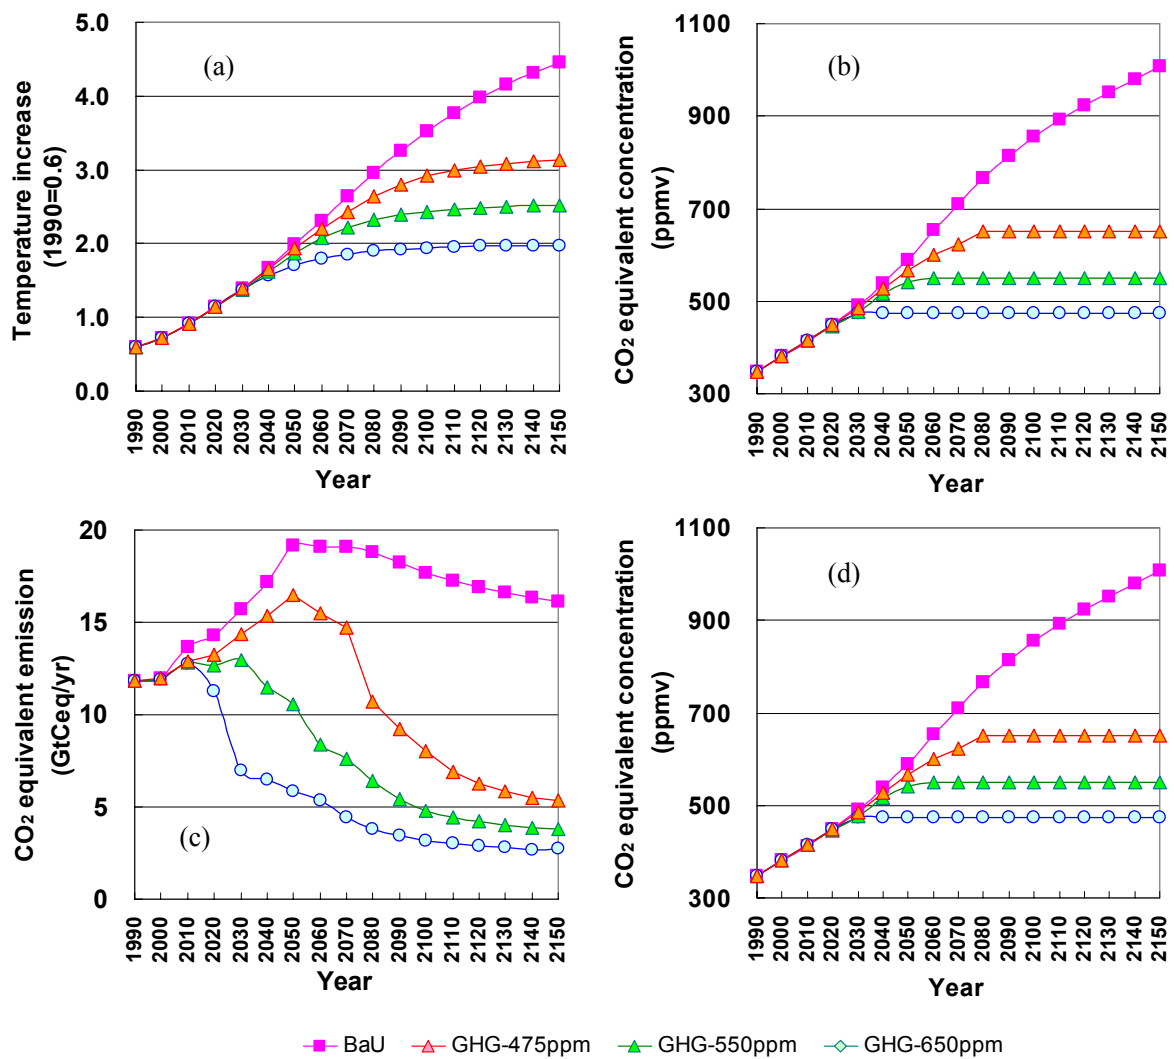 5.0
4.0
3.0
2.0
1.0
0.0
Temperature increase
(1990=0.6)
(a)
1990 2000 2010 2020 2030 2040 2050 2060 2070 2080 2090 2100 2110 2120 2130 2140 2150
Year
1100
900
700
500
300
CO2 equivalent concentration
(ppmv)
(b)
1990 2000 2010 2020 2030 2040 2050 2060 2070 2080 2090 2100 2110 2120 2130 2140 2150
Year
20
15
10
5
0
CO2 equivalent emission
(GtCeq/yr)
(c)
1990 2000 2010 2020 2030 2040 2050 2060 2070 2080 2090 2100 2110 2120 2130 2140 2150
Year
1100
900
700
500
300
CO2 equivalent concentration
(ppmv)
(d)
1990 2000 2010 2020 2030 2040 2050 2060 2070 2080 2090 2100 2110 2120 2130 2140 2150
Year
BaU GHG-475ppm GHG-550ppm GHG-650ppm